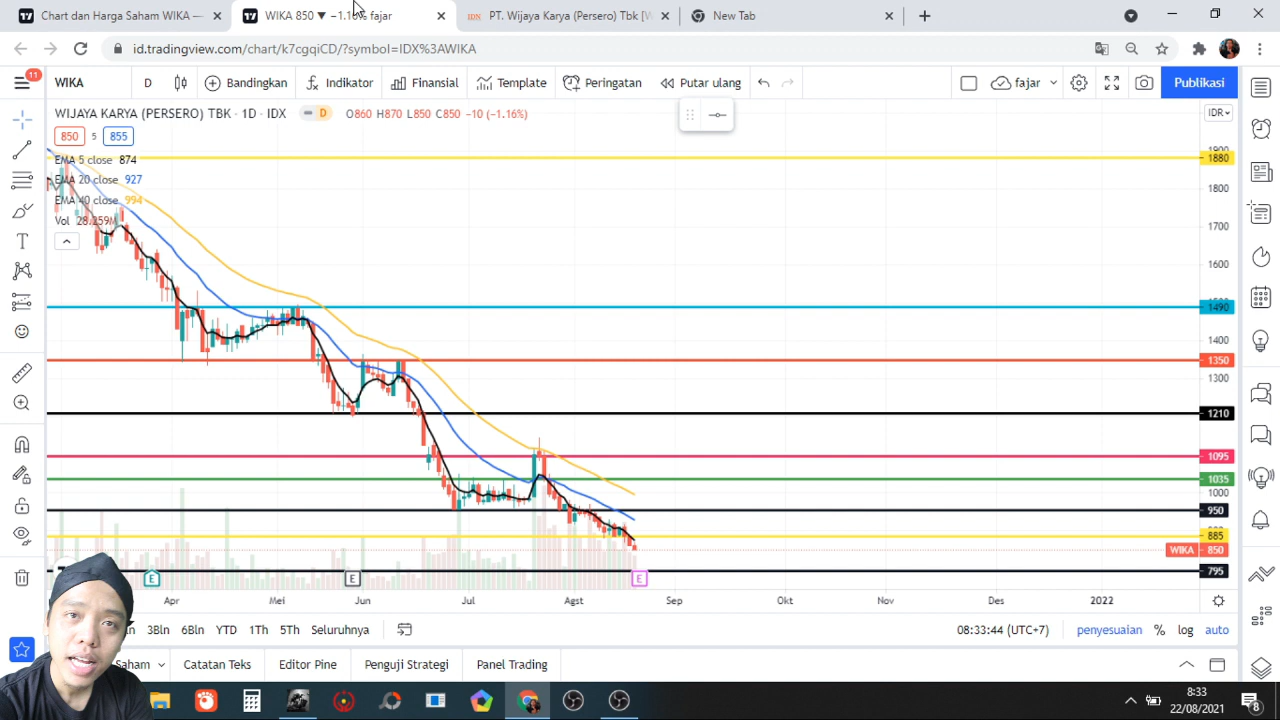 Chart dan Harga Saham WIKA —
WIKA 850 ▼ −1.16% fajar
IDN PT. Wijaya Karya (Persero) Tbk [W
New Tab
id.tradingview.com/chart/k7cgqiCD/?symbol=IDX%3AWIKA
11
WIKA
D
Bandingkan
Indikator
Finansial
Template
Peringatan
Putar ulang
fajar
Publikasi
WIJAYA KARYA (PERSERO) TBK · 1D · IDX
D
O860 H870 L850 C850 −10 (−1.16%)
IDR
850
5
855
EMA 5 close 874
EMA 20 close 927
EMA 40 close 994
Vol 28.259M
1880
1800
1700
1600
1490
1400
1350
1300
1210
1095
1035
1000
950
885
WIKA 850
795
E
E
E
Apr
Mei
Jun
Jul
Agst
Sep
Okt
Nov
Des
2022
3Bln
6Bln
YTD
1Th
5Th
Seluruhnya
08:33:44 (UTC+7)
penyesuaian
%
log
auto
Saham
Catatan Teks
Editor Pine
Penguji Strategi
Panel Trading
8:33
22/08/2021
8